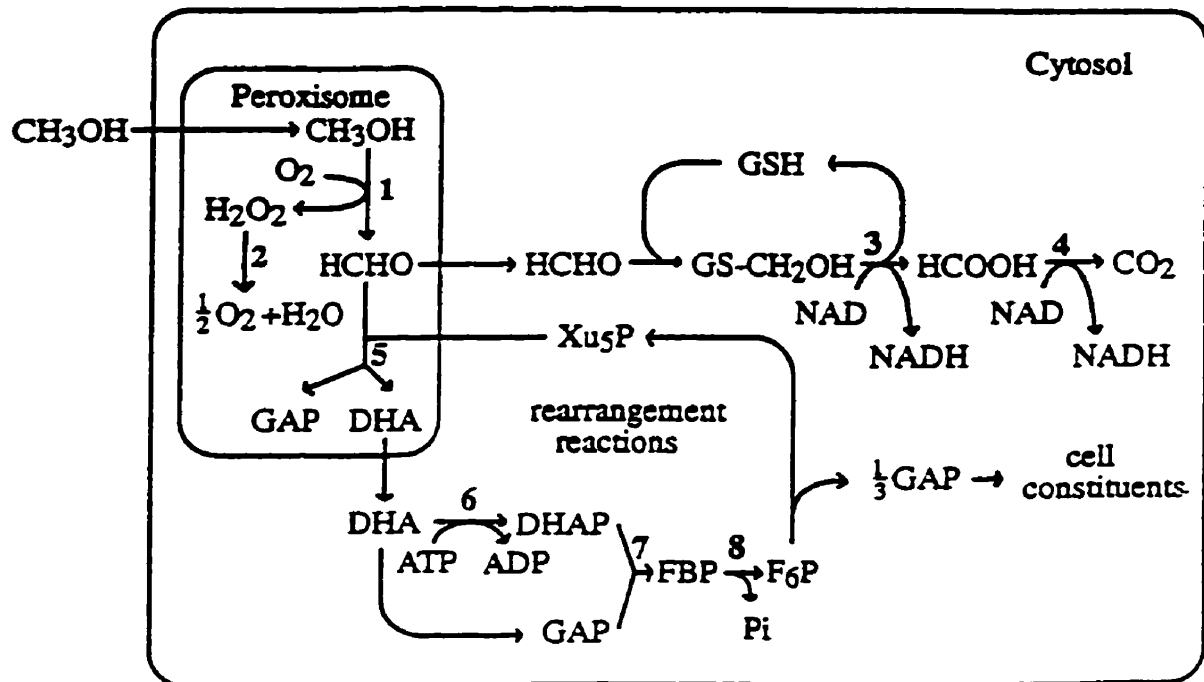 Cytosol
Peroxisome
CH3OH
CH3OH
O2
1
H2O2
2
HCHO
½O2+H2O
HCHO
GSH
GS-CH2OH
3
HCOOH
4
CO2
NAD
NADH
NAD
NADH
5
Xu5P
GAP
DHA
rearrangement
reactions
⅓GAP
cell
constituents
DHA
6
DHAP
ATP
ADP
7
FBP
8
F6P
GAP
Pi